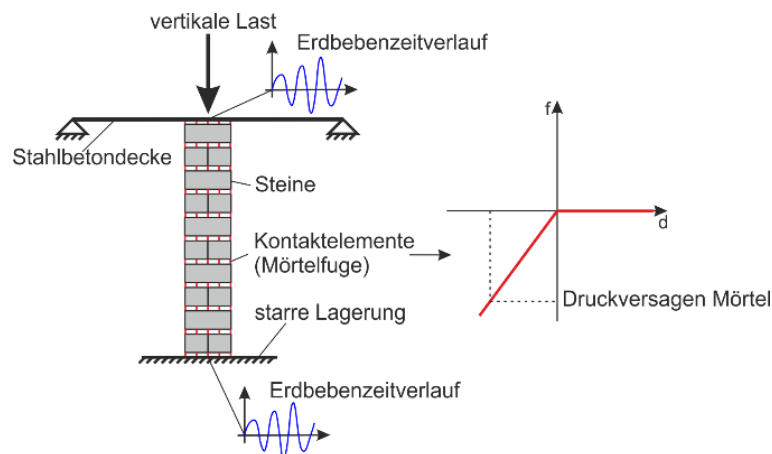 vertikale Last
Erdbebenzeitverlauf
Stahlbetondecke
Steine
Kontaktelemente
(Mörtelfuge)
starre Lagerung
Erdbebenzeitverlauf
f
d
Druckversagen Mörtel